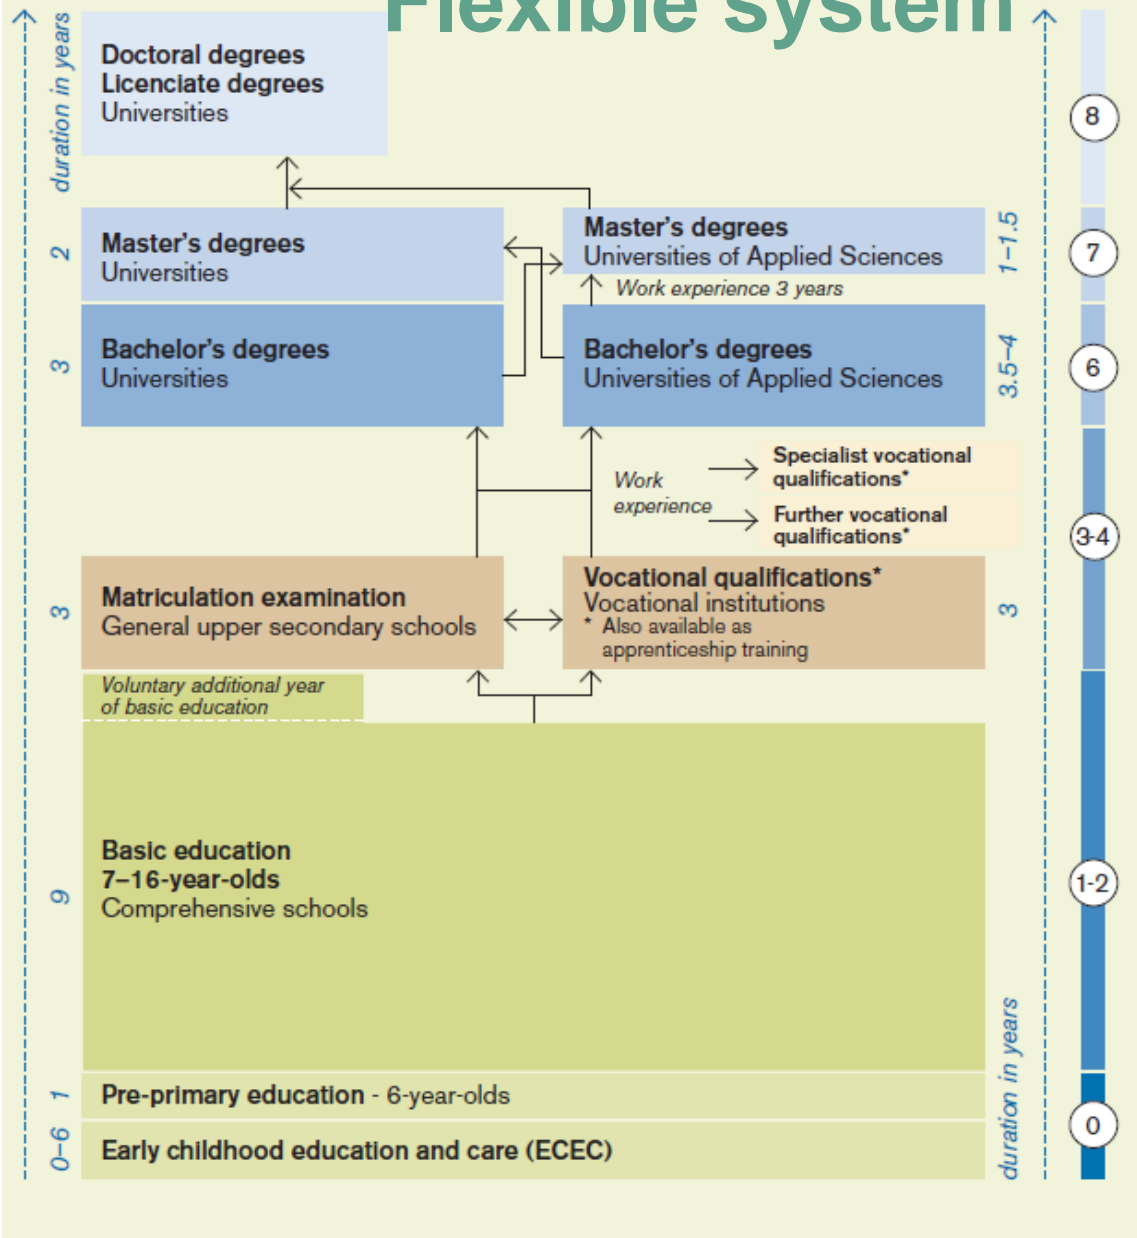 Flexible system
duration in years
Doctoral degrees
Licenciate degrees
Universities
8
2
Master's degrees
Universities
Master's degrees
Universities of Applied Sciences
1–1.5
7
Work experience 3 years
3
Bachelor's degrees
Universities
Bachelor's degrees
Universities of Applied Sciences
3.5–4
6
Work
experience
Specialist vocational
qualifications*
Further vocational
qualifications*
3-4
3
Matriculation examination
General upper secondary schools
Vocational qualifications*
Vocational institutions
* Also available as
apprenticeship training
3
Voluntary additional year
of basic education
9
Basic education
7–16-year-olds
Comprehensive schools
1-2
1
Pre-primary education - 6-year-olds
0–6
Early childhood education and care (ECEC)
duration in years
0